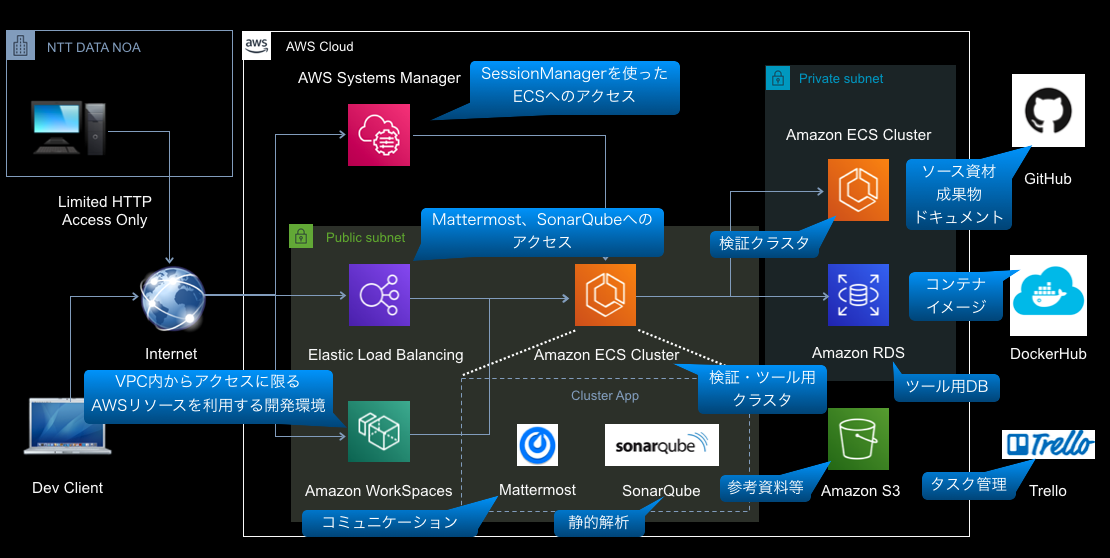 NTT DATA NOA
aws
AWS Cloud
AWS Systems Manager
SessionManagerを使った
ECSへのアクセス
Private subnet
Amazon ECS Cluster
ソース資材
成果物
ドキュメント
GitHub
Limited HTTP
Access Only
Public subnet
Mattermost、SonarQubeへの
アクセス
検証クラスタ
コンテナ
イメージ
DockerHub
Internet
Elastic Load Balancing
Amazon ECS Cluster
Amazon RDS
VPC内からアクセスに限る
AWSリソースを利用する開発環境
検証・ツール用
クラスタ
ツール用DB
Cluster App
sonarqube
Trello
Dev Client
Amazon WorkSpaces
Mattermost
SonarQube
参考資料等
Amazon S3
タスク管理
Trello
コミュニケーション
静的解析